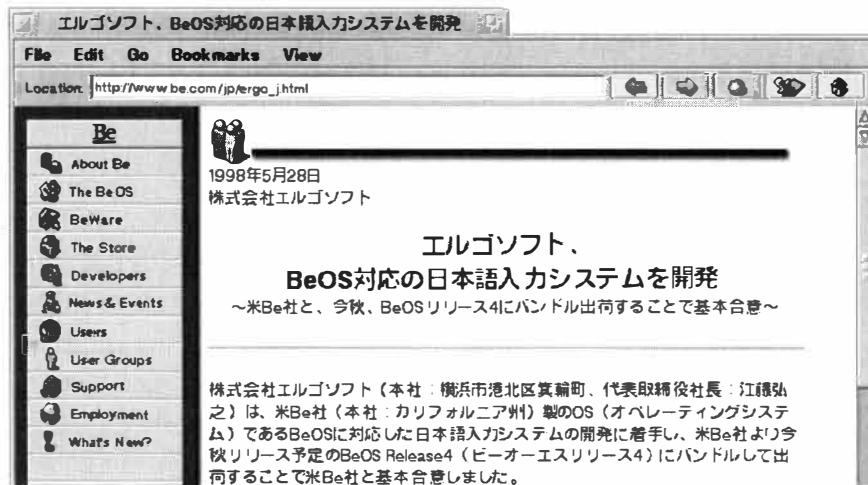 エルゴソフト、BeOS対応の日本語入力システムを開発
File Edit Go Bookmarks View
Location: http://www.be.com/jp/ergo_j.html
Be
About Be
The BeOS
BeWare
The Store
Developers
News & Events
Users
User Groups
Support
Employment
What's New?
1998年5月28日
株式会社エルゴソフト
エルゴソフト、
BeOS対応の日本語入力システムを開発
～米Be社と、今秋、BeOSリリース4にバンドル出荷することで基本合意～
株式会社エルゴソフト（本社：横浜市港北区箕輪町、代表取締役社長：江藤弘
之）は、米Be社（本社：カリフォルニア州）製のOS（オペレーティングシステ
ム）であるBeOSに対応した日本語入力システムの開発に着手し、米Be社より今
秋リリース予定のBeOS Release4（ビーオーエスリリース4）にバンドルして出
荷することで米Be社と基本合意しました。